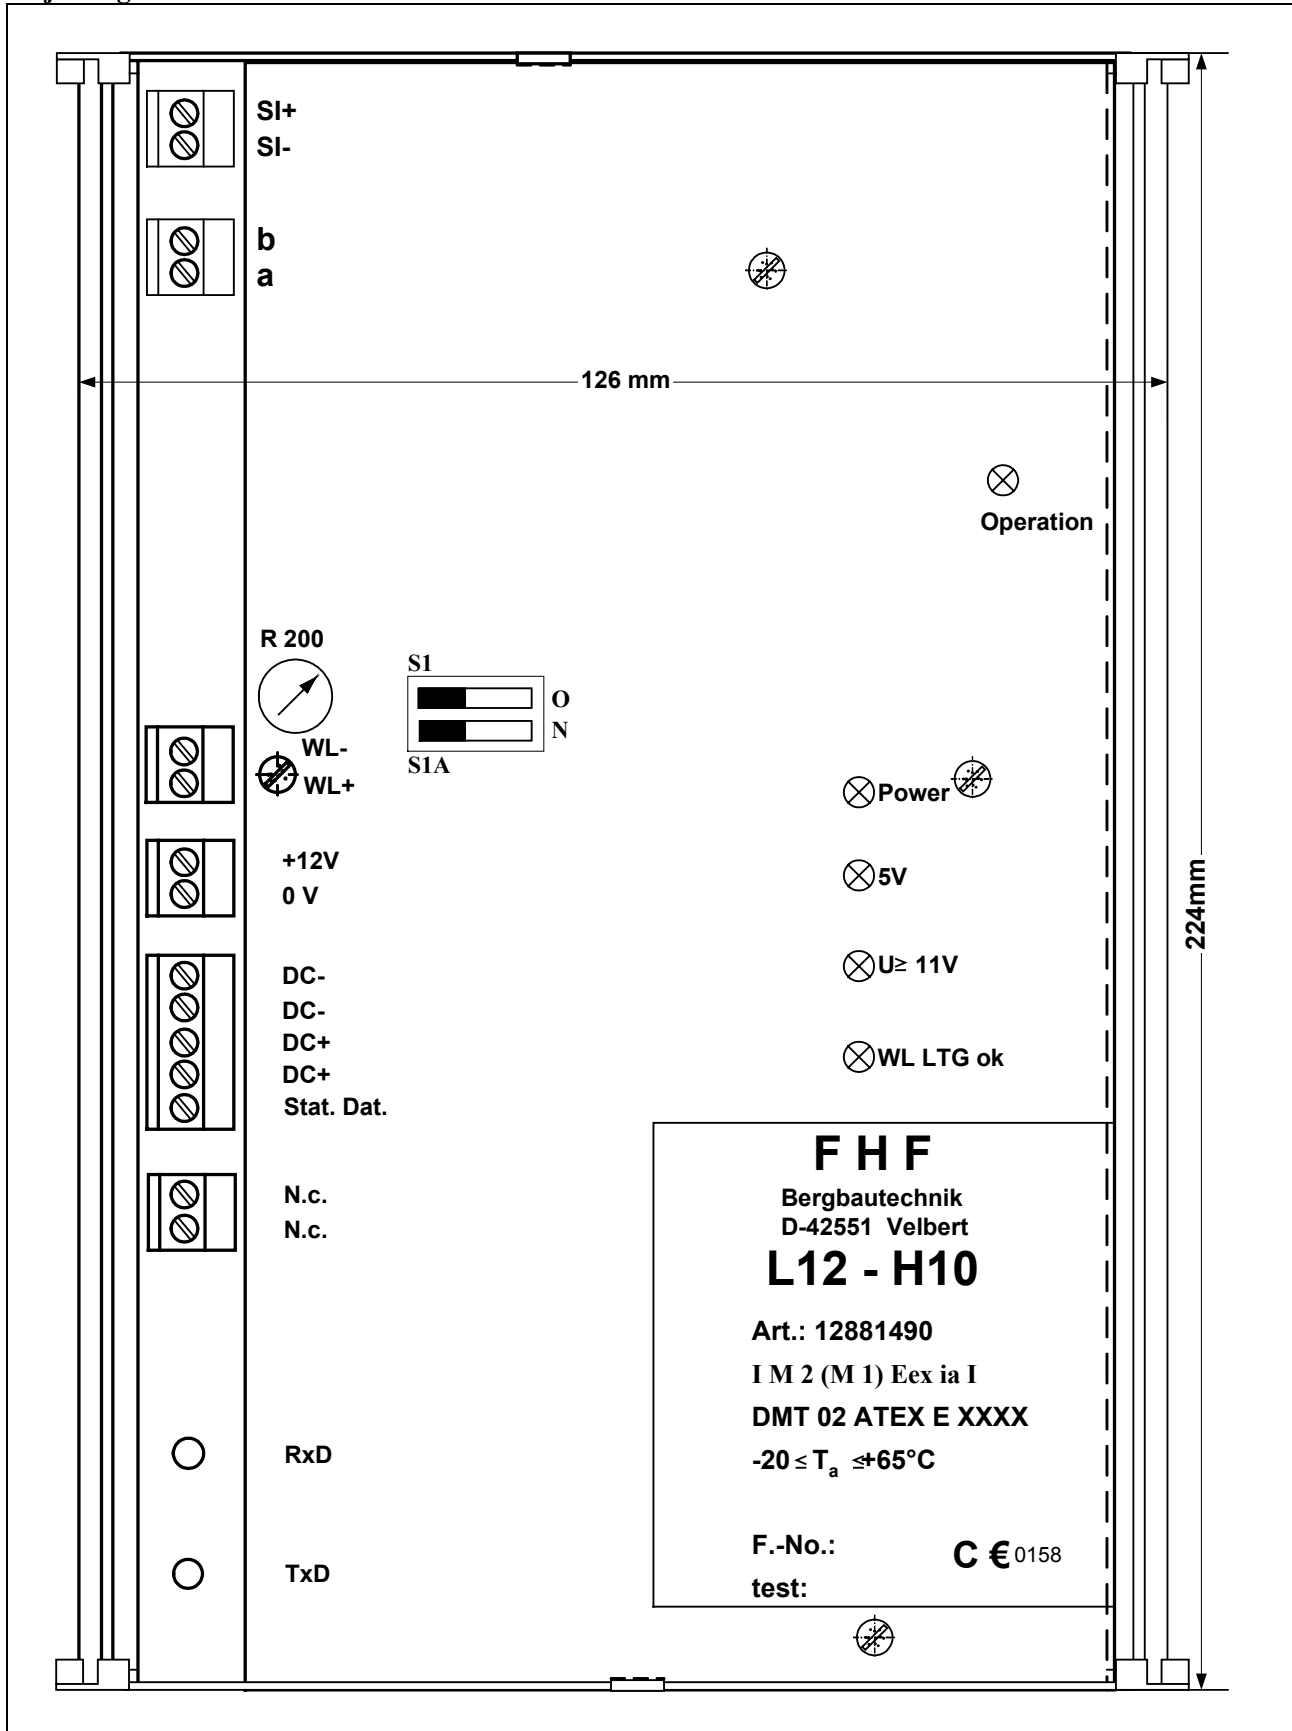 SI+
SI-
b
a
126 mm
Operation
R 200
S1
O
N
S1A
WL-
WL+
Power
+12V
0 V
5V
224mm
U≥ 11V
DC-
DC-
DC+
DC+
Stat. Dat.
WL LTG ok
N.c.
N.c.
F H F
Bergbautechnik
D-42551 Velbert
L12 - H10
Art.: 12881490
I M 2 (M 1) Eex ia I
DMT 02 ATEX E XXXX
-20 ≤ Ta ≤+65°C
RxD
F.-No.:
C € 0158
TxD
test: